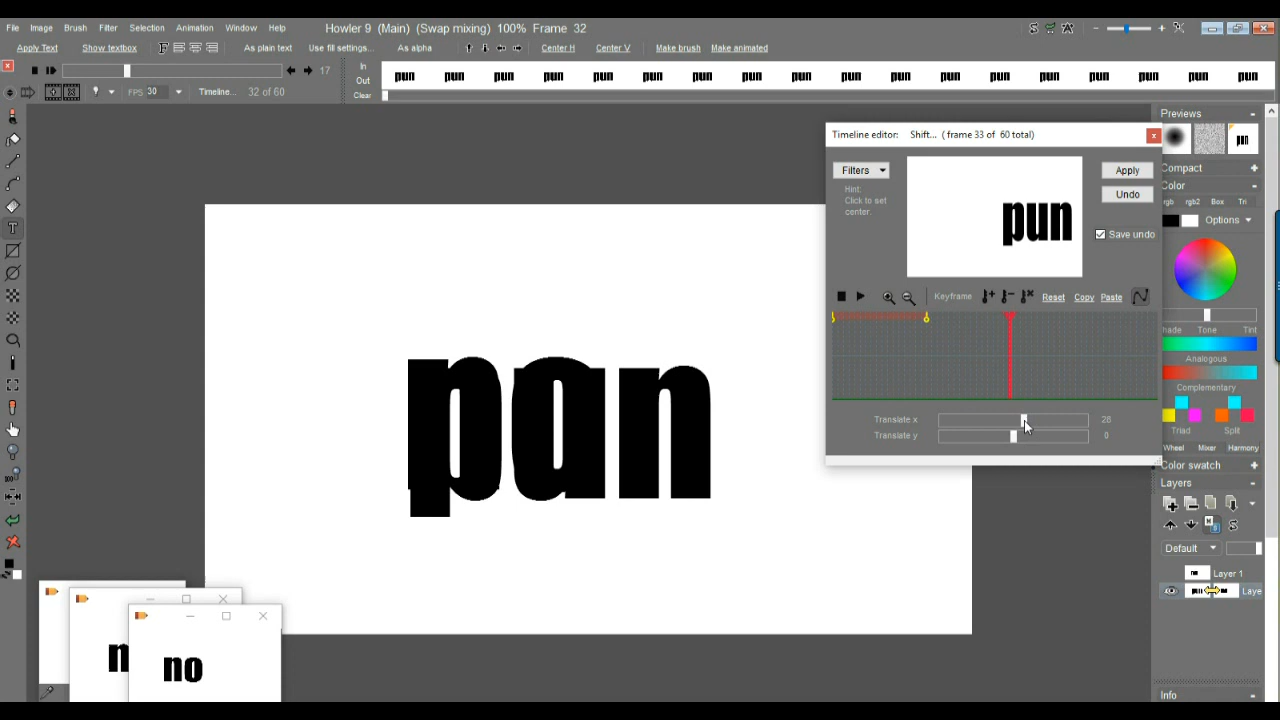 File Image Brush Filter Selection Animation Window Help Howler 9 (Main) (Swap mixing) 100% Frame 32
Apply Text Show textbox As plain text Use fill settings... As alpha Center H Center V Make brush Make animated
17 In
Out
Clear
pun pun pun pun pun pun pun pun pun pun pun pun pun pun pun pun pun pun
FPS 30 Timeline... 32 of 60
Timeline editor: Shift... ( frame 33 of 60 total)
Filters
Hint:
Click to set
center.
pun
Apply
Undo
Save undo
Keyframe Reset Copy Paste
Translate x 28
Translate y 0
Previews
pun
Compact
Color
rgb rgb2 Box Tri
Options
hade Tone Tint
Analogous
Complementary
Triad Split
Wheel Mixer Harmony
Color swatch
Layers
Default
Layer 1
Laye
Info
n
no